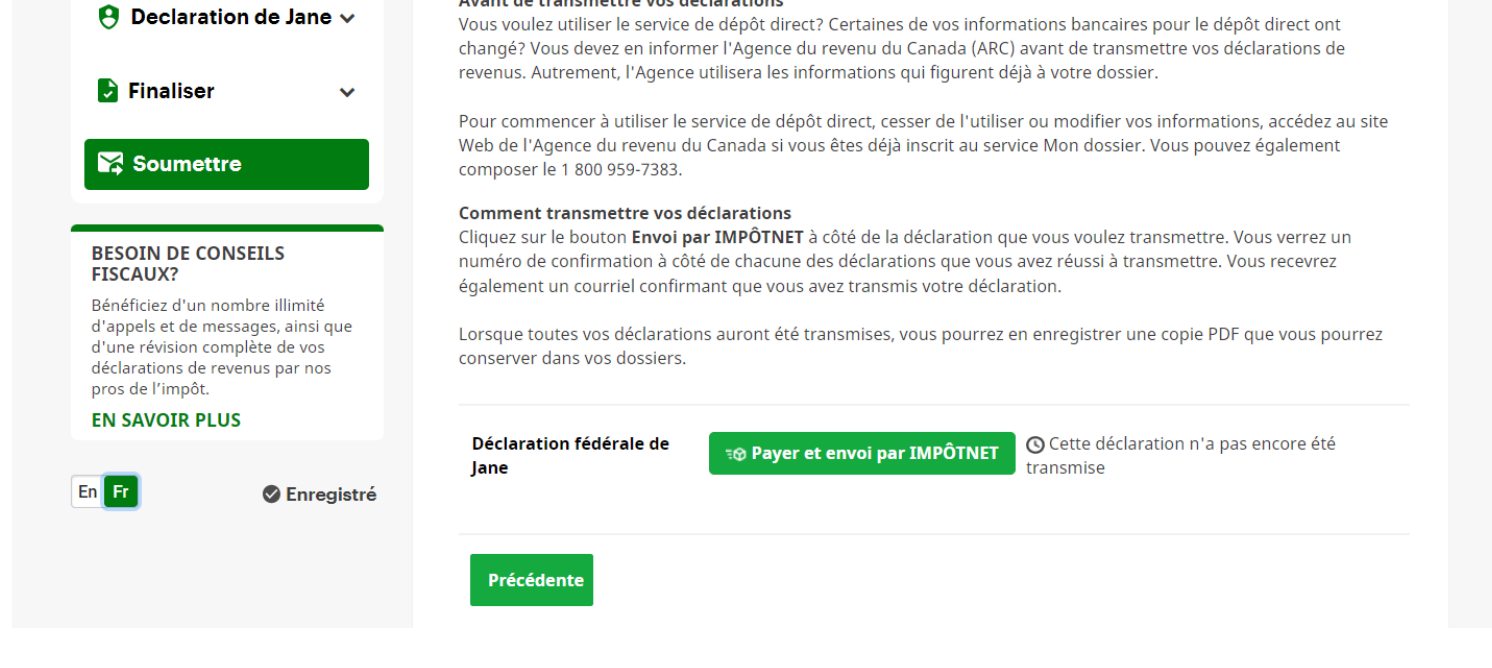 Declaration de Jane
Finaliser
Soumettre
BESOIN DE CONSEILS
FISCAUX?
Bénéficiez d'un nombre illimité
d'appels et de messages, ainsi que
d'une révision complète de vos
déclarations de revenus par nos
pros de l'impôt.
EN SAVOIR PLUS
En Fr
Enregistré
Avant de transmettre vos déclarations
Vous voulez utiliser le service de dépôt direct? Certaines de vos informations bancaires pour le dépôt direct ont
changé? Vous devez en informer l'Agence du revenu du Canada (ARC) avant de transmettre vos déclarations de
revenus. Autrement, l'Agence utilisera les informations qui figurent déjà à votre dossier.
Pour commencer à utiliser le service de dépôt direct, cesser de l'utiliser ou modifier vos informations, accédez au site
Web de l'Agence du revenu du Canada si vous êtes déjà inscrit au service Mon dossier. Vous pouvez également
composer le 1 800 959-7383.
Comment transmettre vos déclarations
Cliquez sur le bouton Envoi par IMPÔTNET à côté de la déclaration que vous voulez transmettre. Vous verrez un
numéro de confirmation à côté de chacune des déclarations que vous avez réussi à transmettre. Vous recevrez
également un courriel confirmant que vous avez transmis votre déclaration.
Lorsque toutes vos déclarations auront été transmises, vous pourrez en enregistrer une copie PDF que vous pourrez
conserver dans vos dossiers.
Déclaration fédérale de
Jane
Payer et envoi par IMPÔTNET
Cette déclaration n'a pas encore été
transmise
Précédente